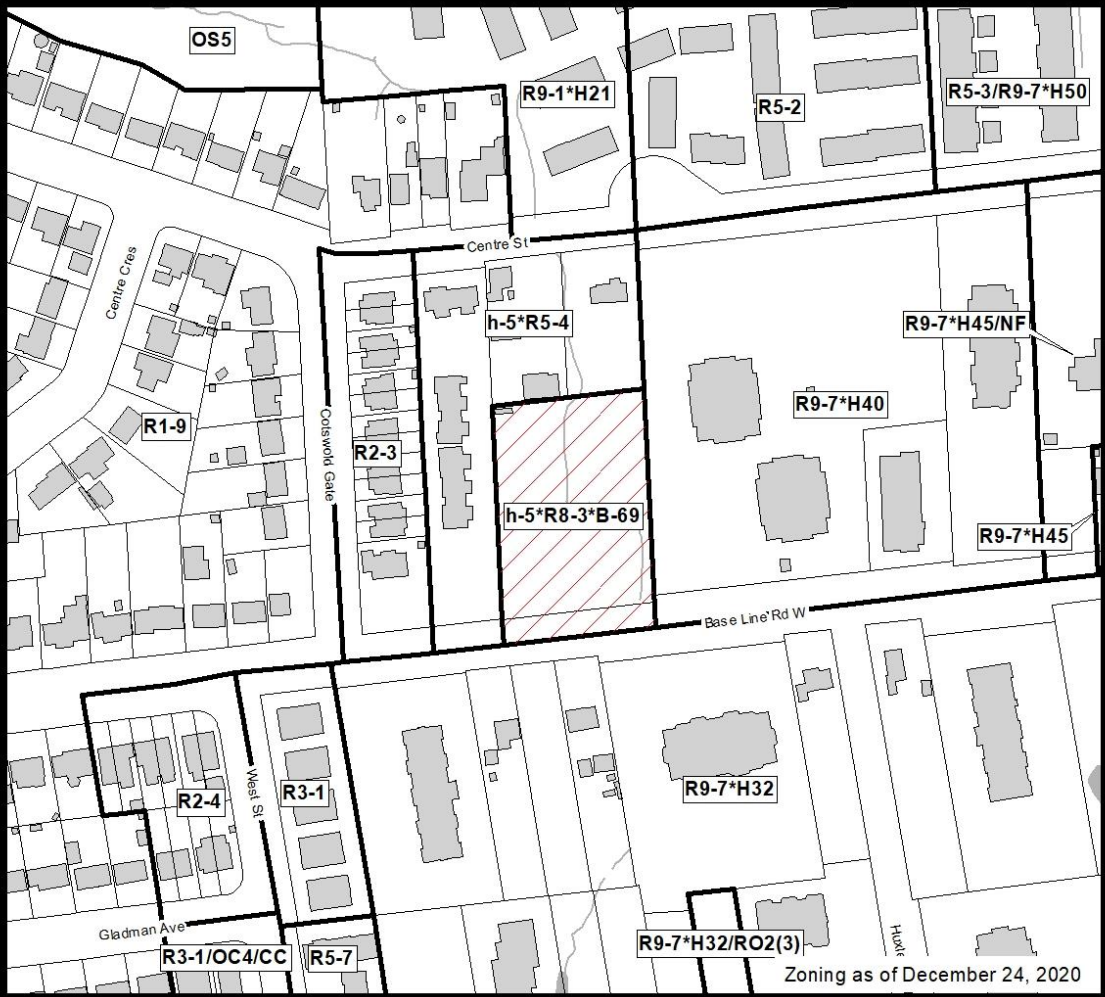 OS5
R9-1*H21
R5-2
R5-3/R9-7*H50
Centre St
Centre Cres
h-5*R5-4
R9-7*H45/NF
R9-7*H40
R1-9
Cotswold Gate
R2-3
h-5*R8-3*B-69
R9-7*H45
Base Line Rd W
R2-4
West St
R3-1
R9-7*H32
Gladman Ave
R3-1/OC4/CC
R5-7
R9-7*H32/RO2(3)
Huxle
Zoning as of December 24, 2020